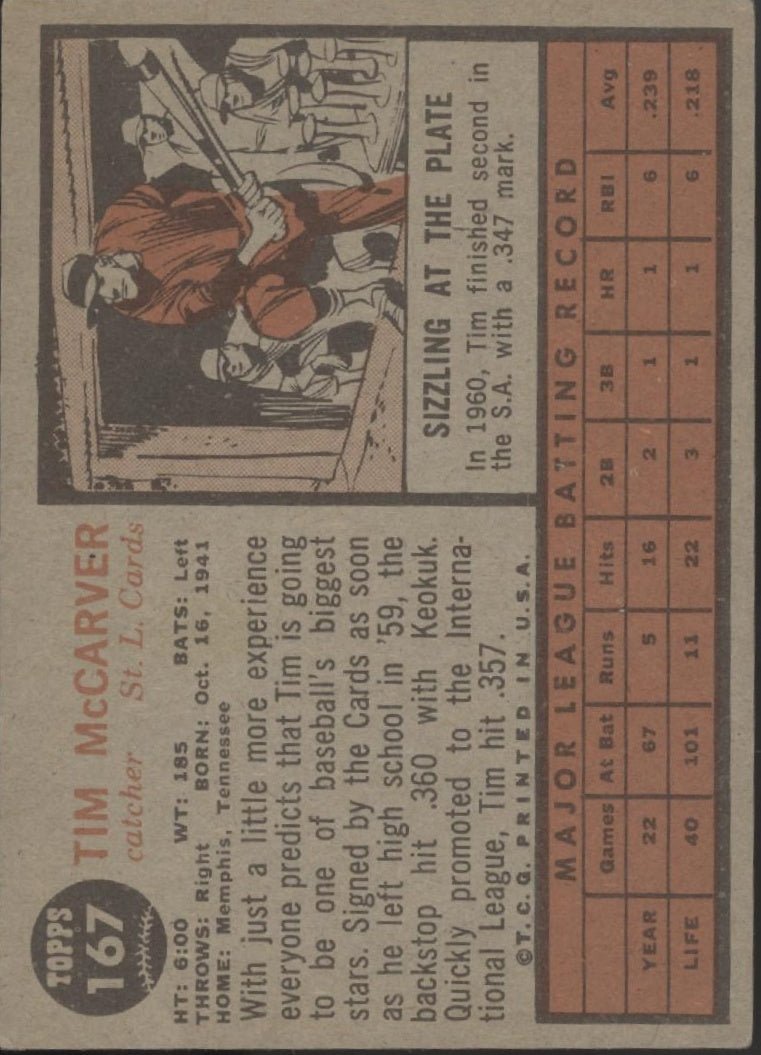 TOPPS
167
TIM McCARVER
catcher St. L. Cards
HT: 6:00 WT: 185 BATS: Left
THROWS: Right BORN: Oct. 16, 1941
HOME: Memphis, Tennessee
With just a little more experience
everyone predicts that Tim is going
to be one of baseball's biggest
stars. Signed by the Cards as soon
as he left high school in '59, the
backstop hit .360 with Keokuk.
Quickly promoted to the Interna-
tional League, Tim hit .357.
©T.C.G. PRINTED IN U.S.A.
SIZZLING AT THE PLATE
In 1960, Tim finished second in
the S.A. with a .347 mark.
MAJOR LEAGUE BATTING RECORD
Games At Bat Runs Hits 2B 3B HR RBI Avg
YEAR 22 67 5 16 2 1 1 6 .239
LIFE 40 101 11 22 3 1 1 6 .218